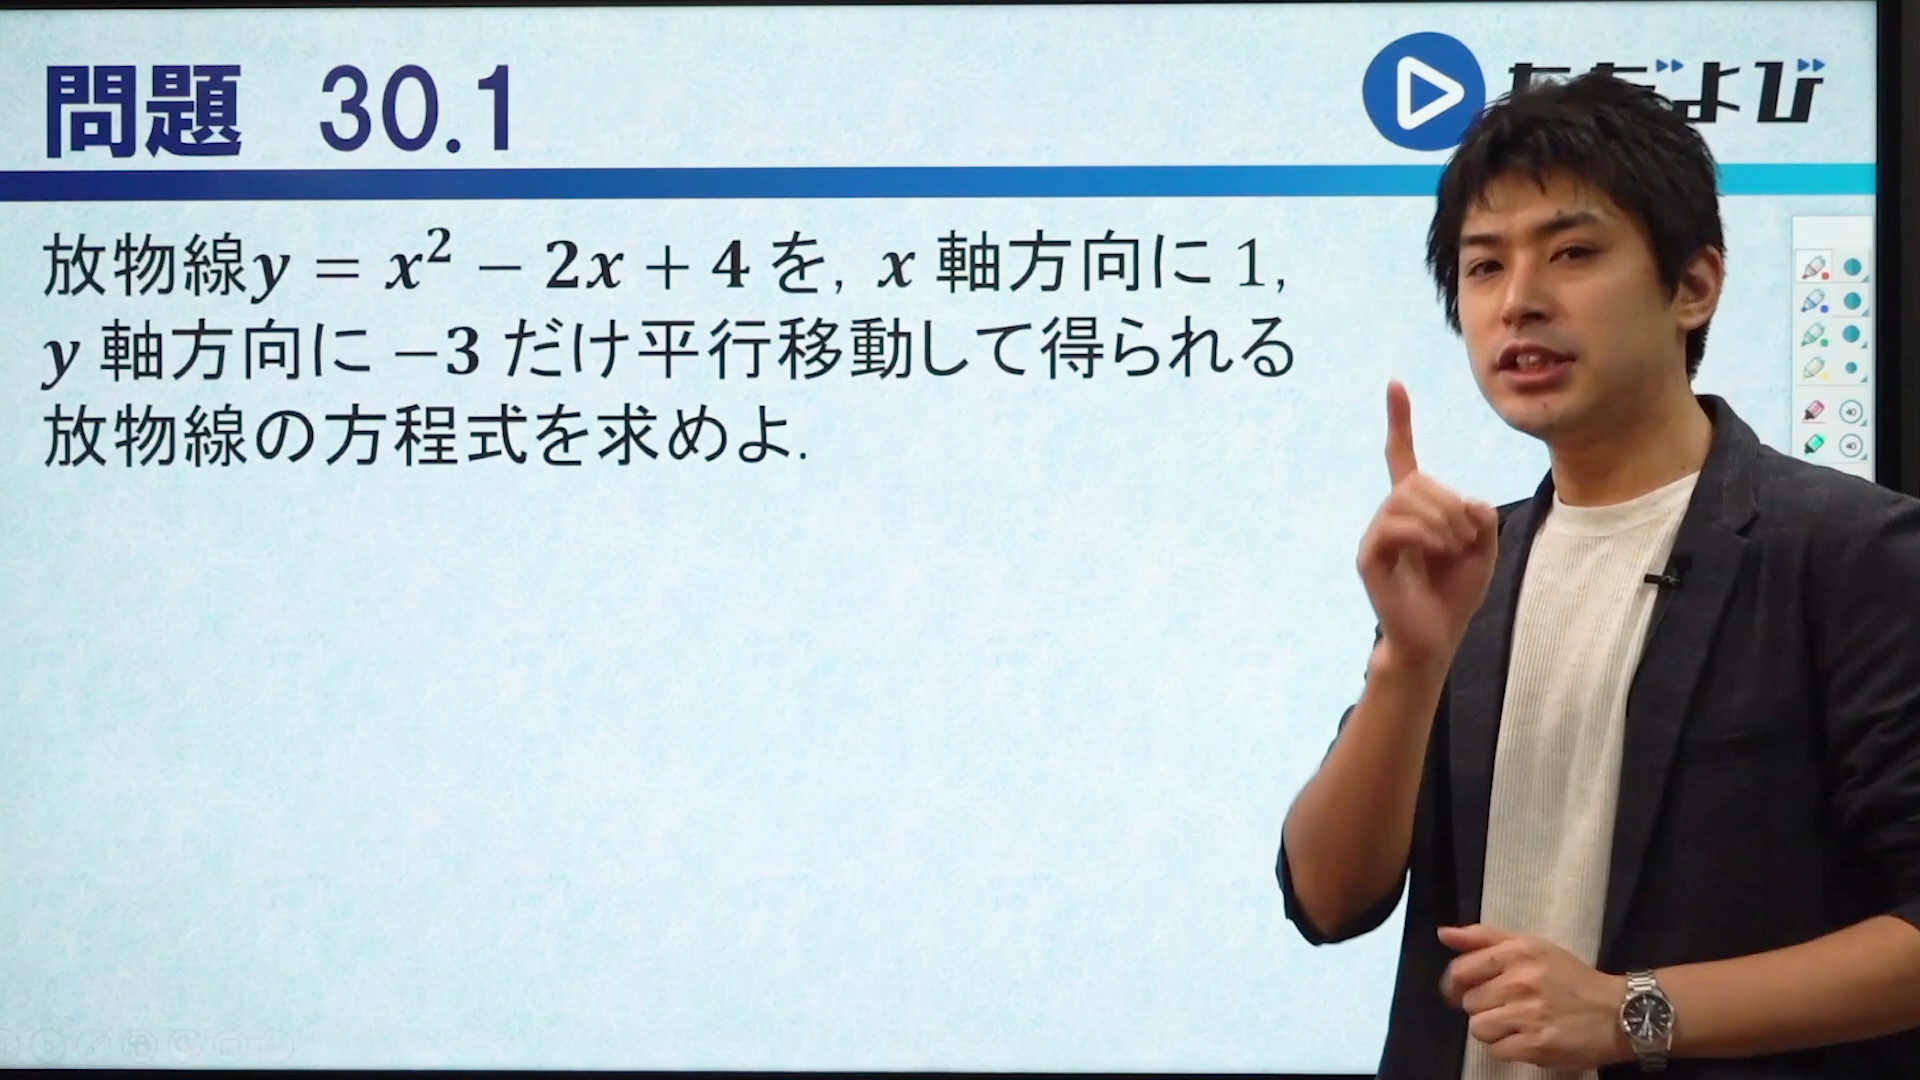 問題 30.1
放物線y = x² − 2x + 4 を, x 軸方向に 1,
y 軸方向に −3 だけ平行移動して得られる
放物線の方程式を求めよ.
40
40